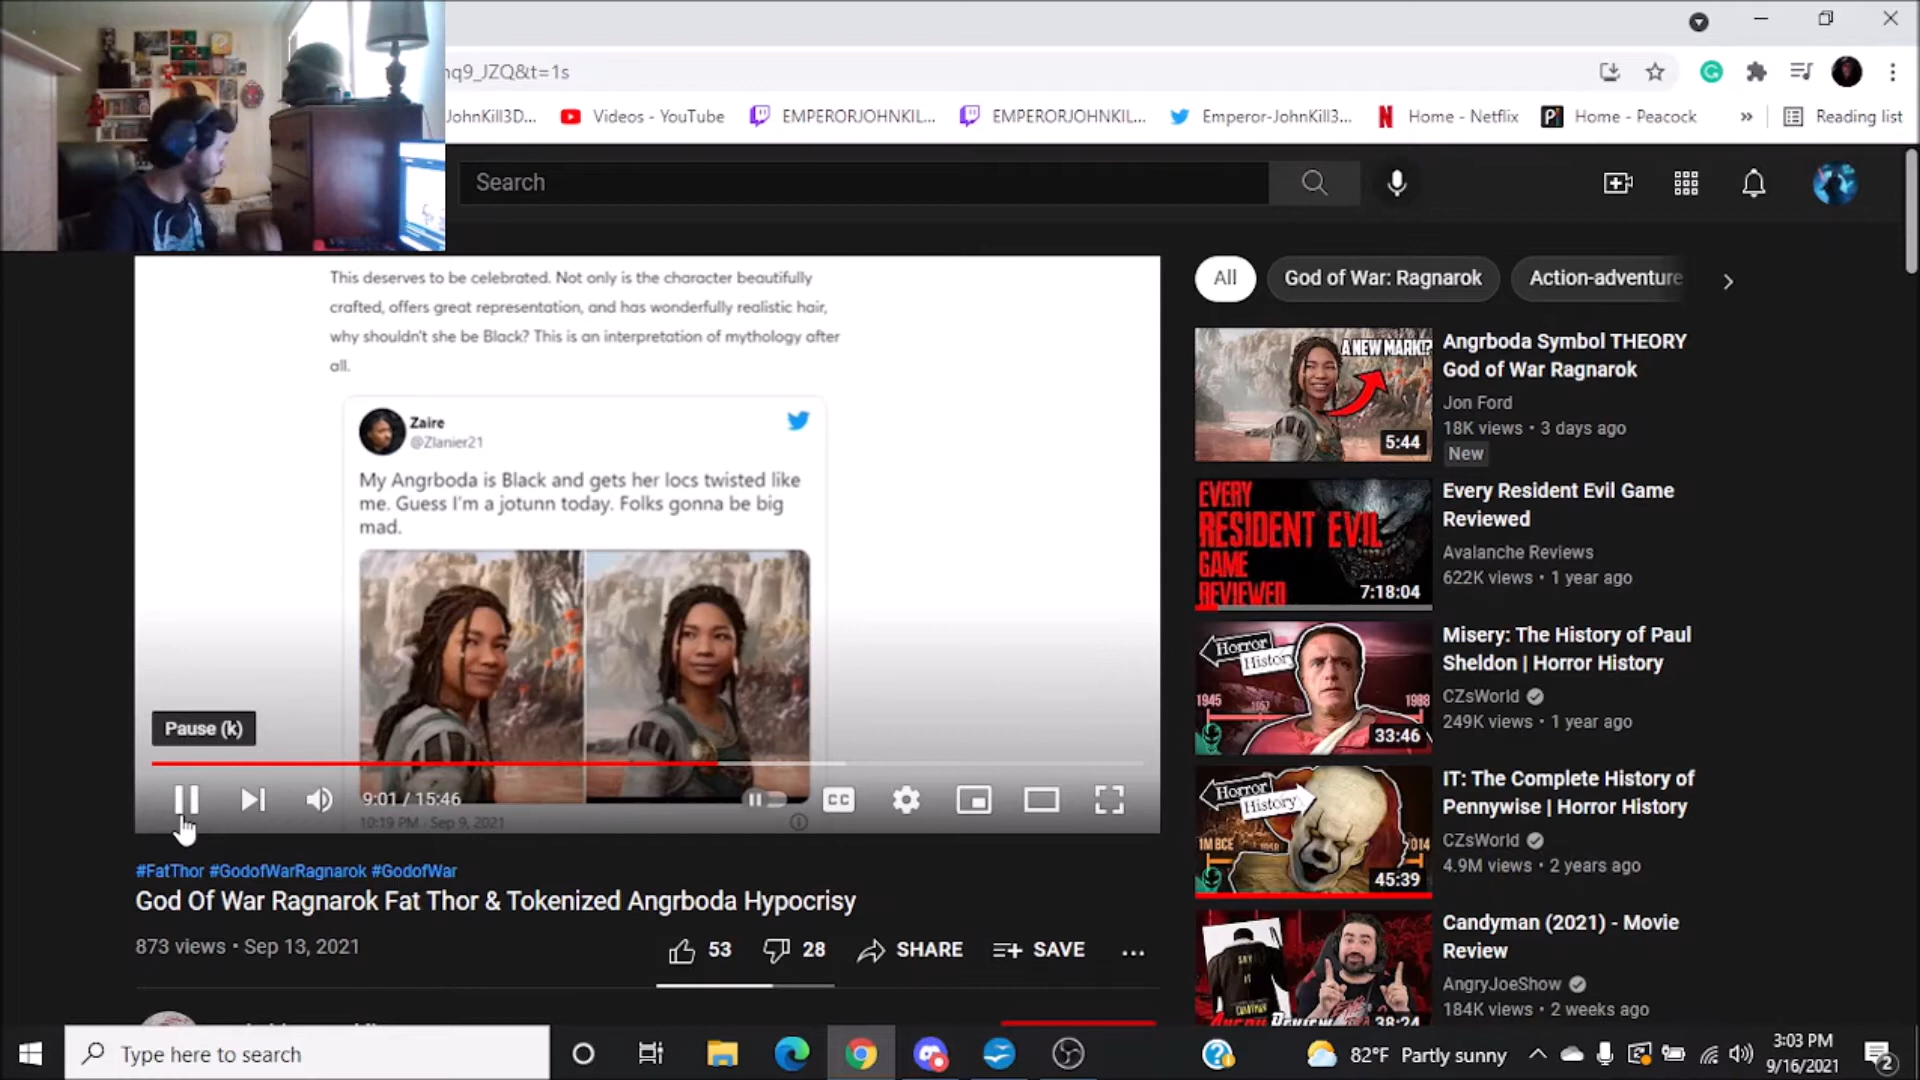 nq9_JZQ&t=1s
JohnKill3D...
Videos - YouTube
EMPERORJOHNKIL...
EMPERORJOHNKIL...
Emperor-JohnKill3...
Home - Netflix
Home - Peacock
»
Reading list
Search
This deserves to be celebrated. Not only is the character beautifully
crafted, offers great representation, and has wonderfully realistic hair,
why shouldn't she be Black? This is an interpretation of mythology after
all.
Zaire
@Zlanier21
My Angrboda is Black and gets her locs twisted like
me. Guess I'm a jotunn today. Folks gonna be big
mad.
Pause (k)
9:01 / 15:46
CC
10:19 PM · Sep 9, 2021
#FatThor #GodofWarRagnarok #GodofWar
God Of War Ragnarok Fat Thor & Tokenized Angrboda Hypocrisy
873 views • Sep 13, 2021
53
28
SHARE
SAVE
All
God of War: Ragnarok
Action-adventure
A NEW MARK!?
5:44
Angrboda Symbol THEORY
God of War Ragnarok
Jon Ford
18K views • 3 days ago
New
EVERY
RESIDENT EVIL
GAME
REVIEWED
7:18:04
Every Resident Evil Game
Reviewed
Avalanche Reviews
622K views • 1 year ago
Horror
History
1945
1988
33:46
Misery: The History of Paul
Sheldon | Horror History
CZsWorld
249K views • 1 year ago
Horror
History
1M BCE
2014
45:39
IT: The Complete History of
Pennywise | Horror History
CZsWorld
4.9M views • 2 years ago
38:24
Candyman (2021) - Movie
Review
AngryJoeShow
184K views • 2 weeks ago
Type here to search
82°F Partly sunny
3:03 PM
9/16/2021
2